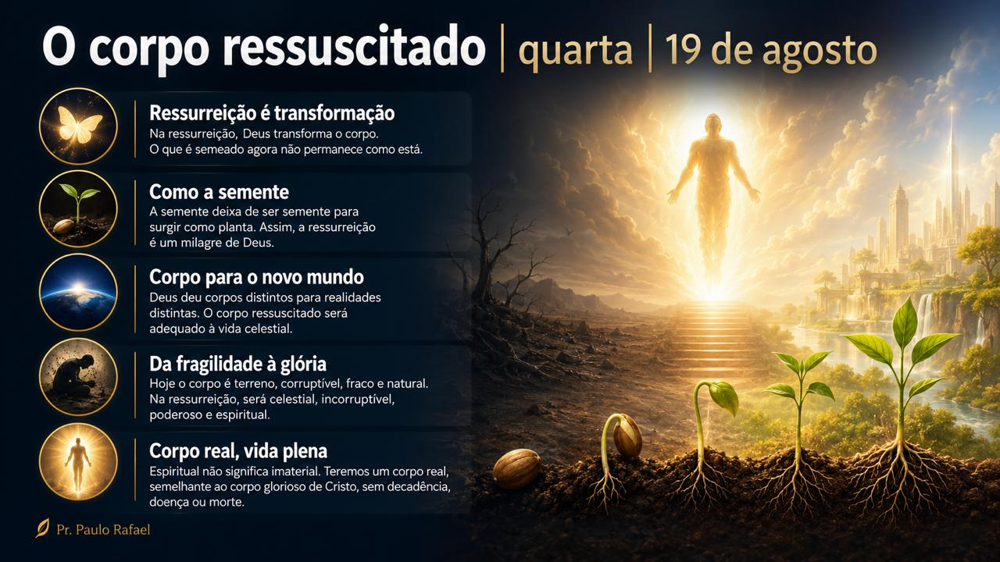 O corpo ressuscitado | quarta | 19 de agosto
Ressurreição é transformação
Na ressurreição, Deus transforma o corpo.
O que é semeado agora não permanece como está.
Como a semente
A semente deixa de ser semente para
surgir como planta. Assim, a ressurreição
é um milagre de Deus.
Corpo para o novo mundo
Deus deu corpos distintos para realidades
distintas. O corpo ressuscitado será
adequado à vida celestial.
Da fragilidade à glória
Hoje o corpo é terreno, corruptível, fraco e natural.
Na ressurreição, será celestial, incorruptível,
poderoso e espiritual.
Corpo real, vida plena
Espiritual não significa imaterial. Teremos um corpo real,
semelhante ao corpo glorioso de Cristo, sem decadência,
doença ou morte.
Pr. Paulo Rafael